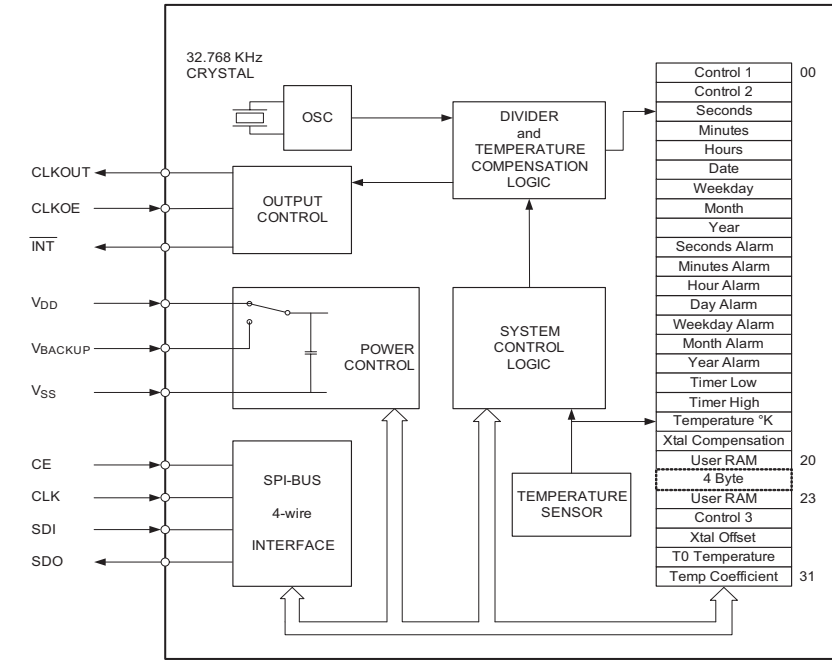 32.768 KHz
CRYSTAL
OSC
DIVIDER
and
TEMPERATURE
COMPENSATION
LOGIC
CLKOUT
CLKOE
INT
OUTPUT
CONTROL
VDD
VBACKUP
VSS
POWER
CONTROL
SYSTEM
CONTROL
LOGIC
CE
CLK
SDI
SDO
SPI-BUS
4-wire
INTERFACE
TEMPERATURE
SENSOR
Control 1 00
Control 2
Seconds
Minutes
Hours
Date
Weekday
Month
Year
Seconds Alarm
Minutes Alarm
Hour Alarm
Day Alarm
Weekday Alarm
Month Alarm
Year Alarm
Timer Low
Timer High
Temperature °K
Xtal Compensation
User RAM 20
4 Byte
User RAM 23
Control 3
Xtal Offset
T0 Temperature
Temp Coefficient 31